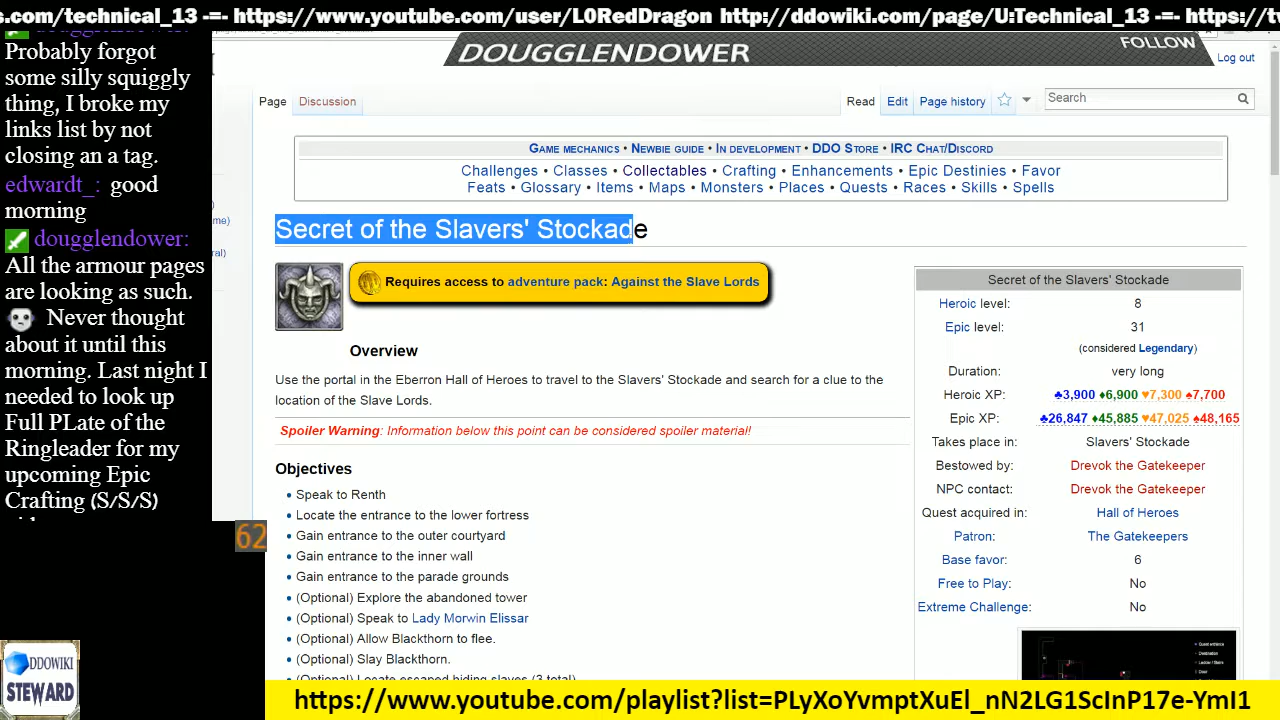 s.com/technical_13 -=- https://www.youtube.com/user/L0RedDragon http://ddowiki.com/page/U:Technical_13 -=- https://
Probably forgot
some silly squiggly
thing, I broke my
links list by not
closing an a tag.
edwardt_: good
morning
dougglendower:
All the armour pages
are looking as such.
Never thought
about it until this
morning. Last night I
needed to look up
Full PLate of the
Ringleader for my
upcoming Epic
Crafting (S/S/S)
62
DDOWIKI
STEWARD
DOUGGLENDOWER
FOLLOW
Log out
Page Discussion
Read Edit Page history
Search
Game mechanics • Newbie guide • In development • DDO Store • IRC Chat/Discord
Challenges • Classes • Collectables • Crafting • Enhancements • Epic Destinies • Favor
Feats • Glossary • Items • Maps • Monsters • Places • Quests • Races • Skills • Spells
Secret of the Slavers' Stockade
Requires access to adventure pack: Against the Slave Lords
Overview
Use the portal in the Eberron Hall of Heroes to travel to the Slavers' Stockade and search for a clue to the
location of the Slave Lords.
Spoiler Warning: Information below this point can be considered spoiler material!
Objectives
• Speak to Renth
• Locate the entrance to the lower fortress
• Gain entrance to the outer courtyard
• Gain entrance to the inner wall
• Gain entrance to the parade grounds
• (Optional) Explore the abandoned tower
• (Optional) Speak to Lady Morwin Elissar
• (Optional) Allow Blackthorn to flee.
• (Optional) Slay Blackthorn.
• (Optional) Locate escaped hiding slaves (3 total)
Secret of the Slavers' Stockade
Heroic level: 8
Epic level: 31
(considered Legendary)
Duration: very long
Heroic XP: ♣3,900 ♦6,900 ♥7,300 ♠7,700
Epic XP: ♣26,847 ♦45,885 ♥47,025 ♠48,165
Takes place in: Slavers' Stockade
Bestowed by: Drevok the Gatekeeper
NPC contact: Drevok the Gatekeeper
Quest acquired in: Hall of Heroes
Patron: The Gatekeepers
Base favor: 6
Free to Play: No
Extreme Challenge: No
https://www.youtube.com/playlist?list=PLyXoYvmptXuEl_nN2LG1ScInP17e-YmI1